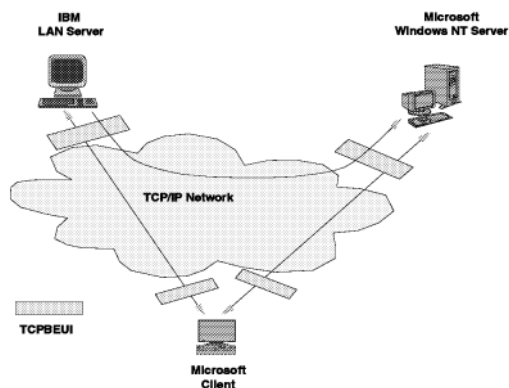 IBM
LAN Server
Microsoft
Windows NT Server
TCP/IP Network
TCPBEUI
Microsoft
Client